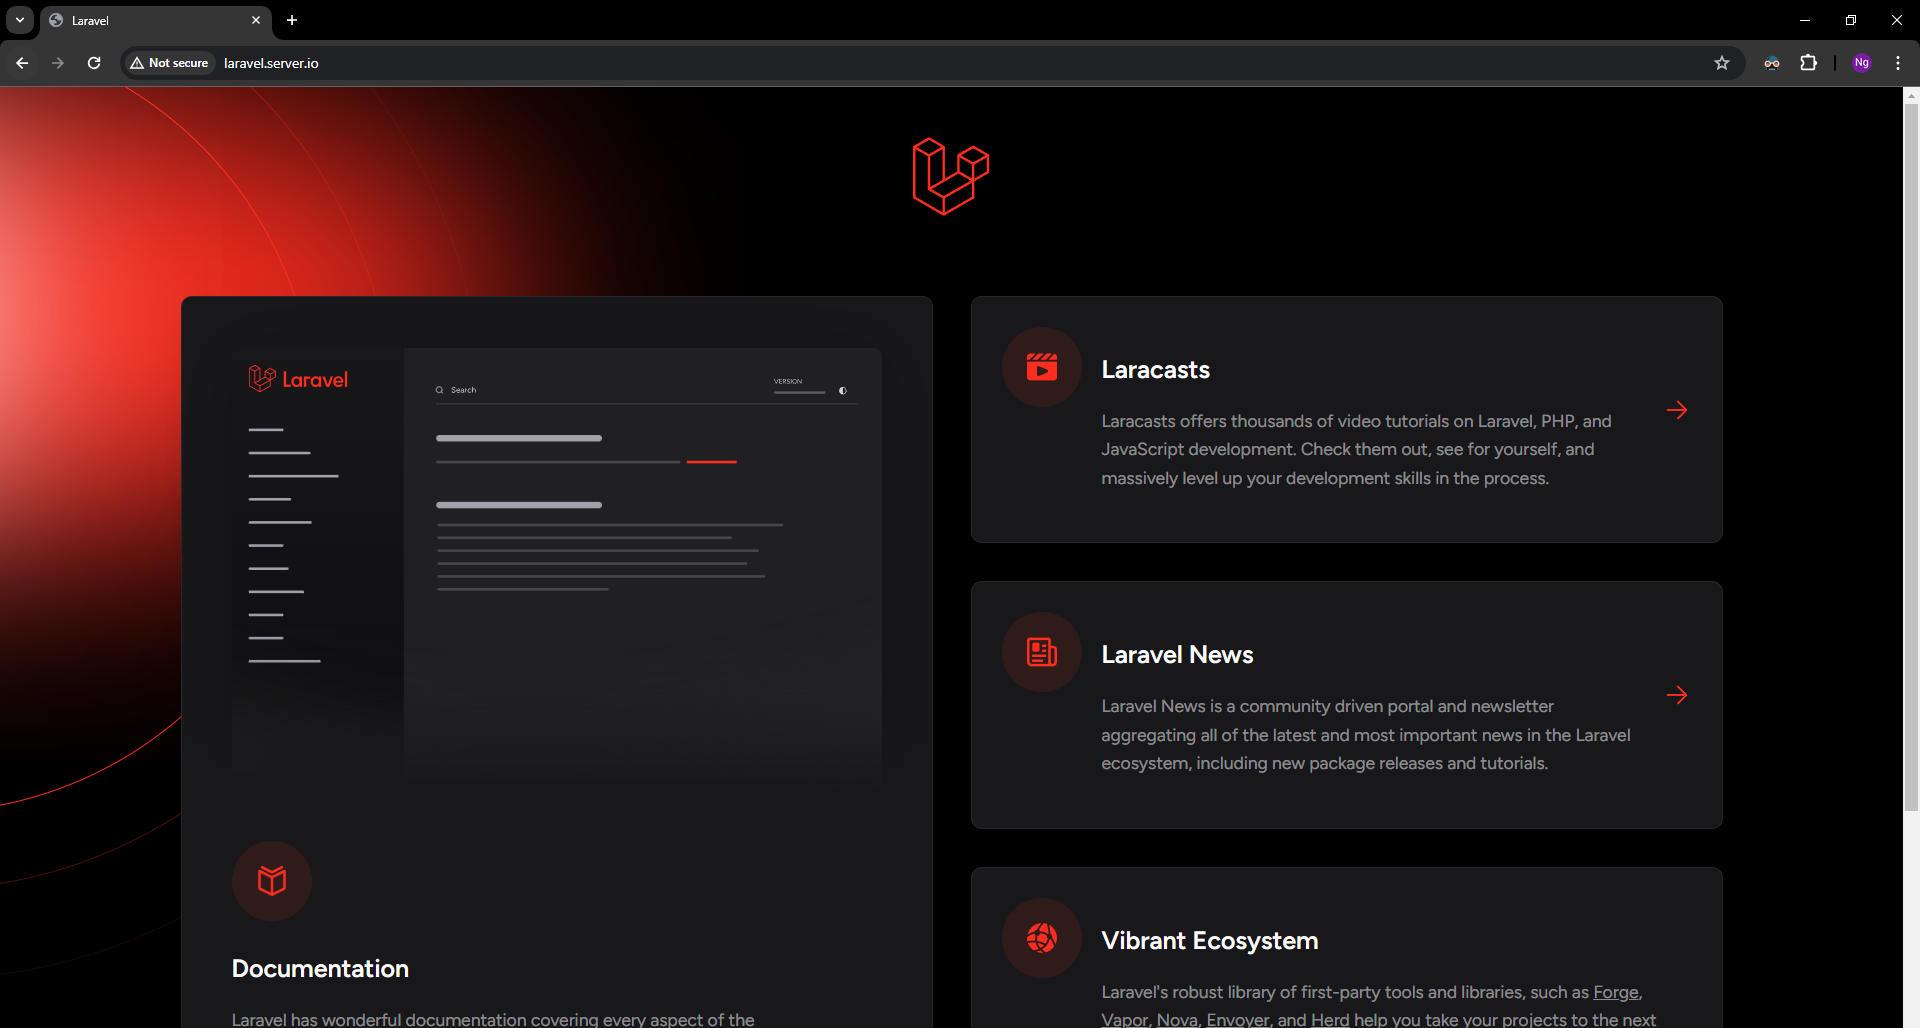 Laravel
Not secure
laravel.server.io
Ng
Laravel
Search
VERSION
Documentation
Laravel has wonderful documentation covering every aspect of the
Laracasts
Laracasts offers thousands of video tutorials on Laravel, PHP, and
JavaScript development. Check them out, see for yourself, and
massively level up your development skills in the process.
Laravel News
Laravel News is a community driven portal and newsletter
aggregating all of the latest and most important news in the Laravel
ecosystem, including new package releases and tutorials.
Vibrant Ecosystem
Laravel's robust library of first-party tools and libraries, such as Forge,
Vapor, Nova, Envoyer, and Herd help you take your projects to the next